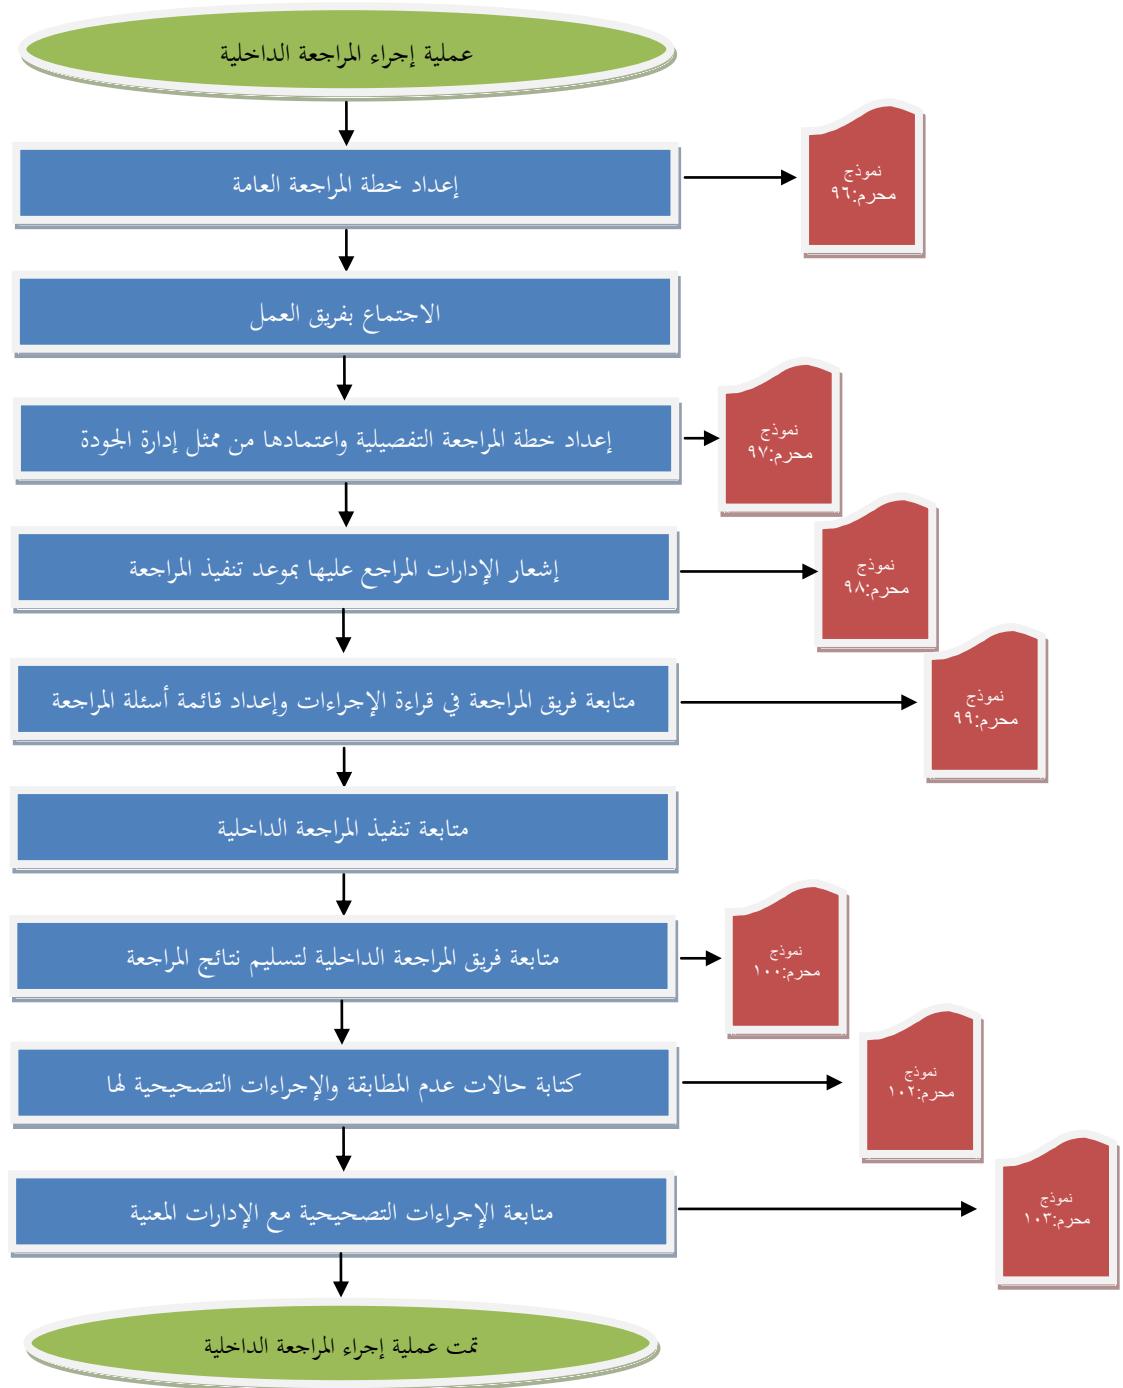 عملية إجراء المراجعة الداخلية
إعداد خطة المراجعة العامة
نموذج
محرم:٩٦
الاجتماع بفريق العمل
إعداد خطة المراجعة التفصيلية واعتمادها من ممثل إدارة الجودة
نموذج
محرم:٩٧
إشعار الإدارات المراجع عليها بموعد تنفيذ المراجعة
نموذج
محرم:٩٨
متابعة فريق المراجعة في قراءة الإجراءات وإعداد قائمة أسئلة المراجعة
نموذج
محرم:٩٩
متابعة تنفيذ المراجعة الداخلية
متابعة فريق المراجعة الداخلية لتسليم نتائج المراجعة
نموذج
محرم:١٠٠
كتابة حالات عدم المطابقة والإجراءات التصحيحية لها
نموذج
محرم:١٠٢
متابعة الإجراءات التصحيحية مع الإدارات المعنية
نموذج
محرم:١٠٣
تمت عملية إجراء المراجعة الداخلية